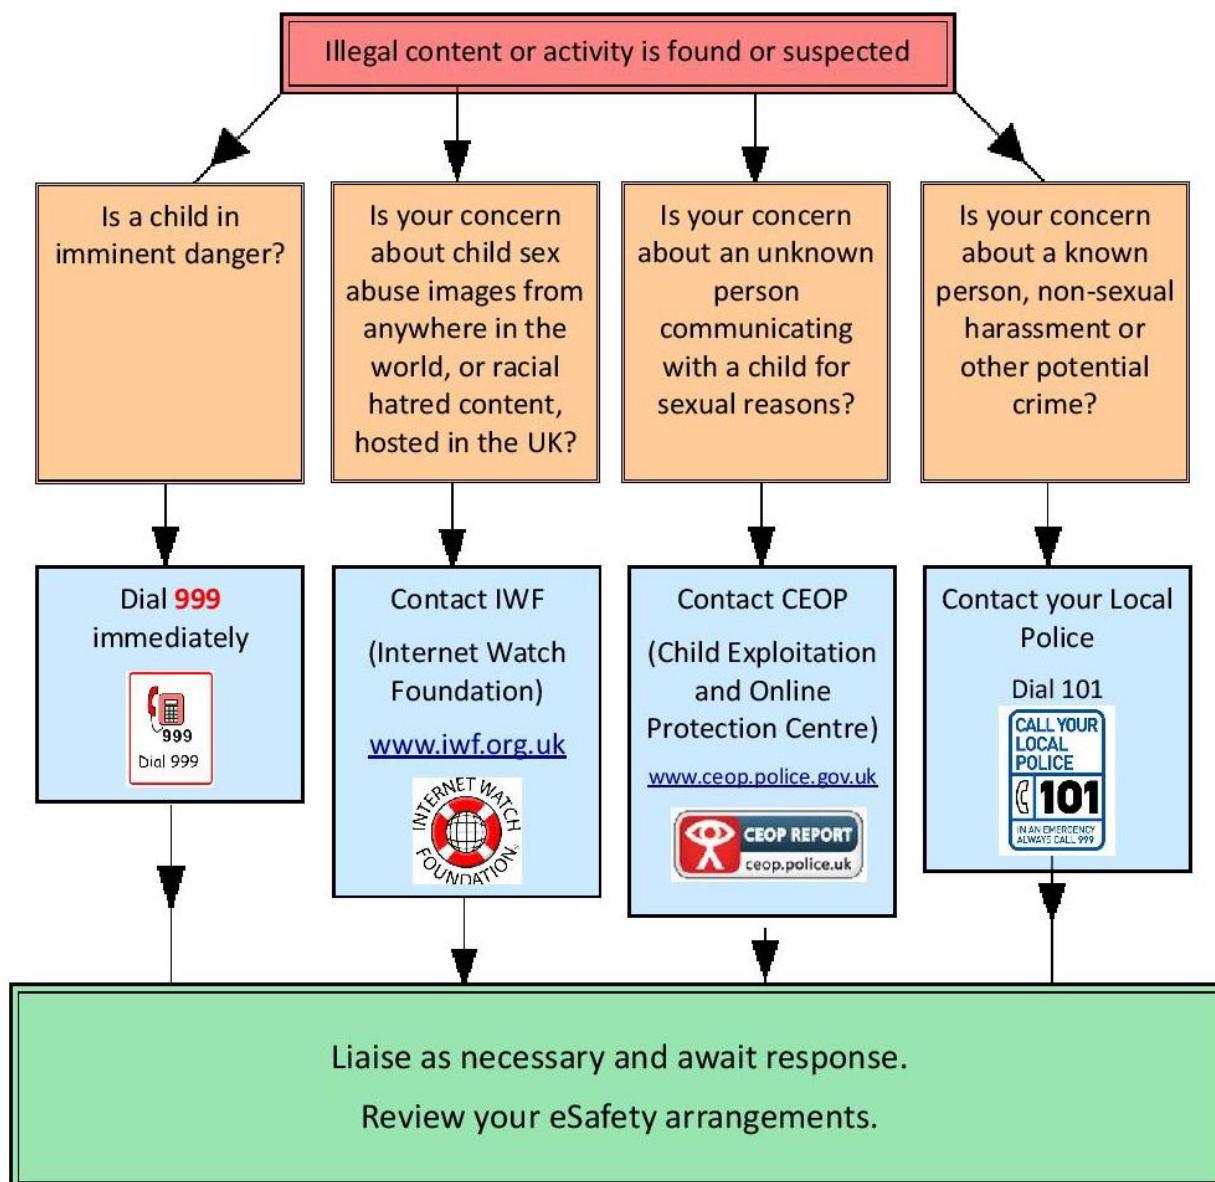 Illegal content or activity is found or suspected
Is a child in
imminent danger?
Is your concern
about child sex
abuse images from
anywhere in the
world, or racial
hatred content,
hosted in the UK?
Is your concern
about an unknown
person
communicating
with a child for
sexual reasons?
Is your concern
about a known
person, non-sexual
harassment or
other potential
crime?
Dial 999
immediately
999
Dial 999
Contact IWF
(Internet Watch
Foundation)
www.iwf.org.uk
INTERNET WATCH
FOUNDATION
Contact CEOP
(Child Exploitation
and Online
Protection Centre)
www.ceop.police.gov.uk
CEOP REPORT
ceop.police.uk
Contact your Local
Police
Dial 101
CALL YOUR
LOCAL
POLICE
101
IN AN EMERGENCY
ALWAYS CALL 999
Liaise as necessary and await response.
Review your eSafety arrangements.